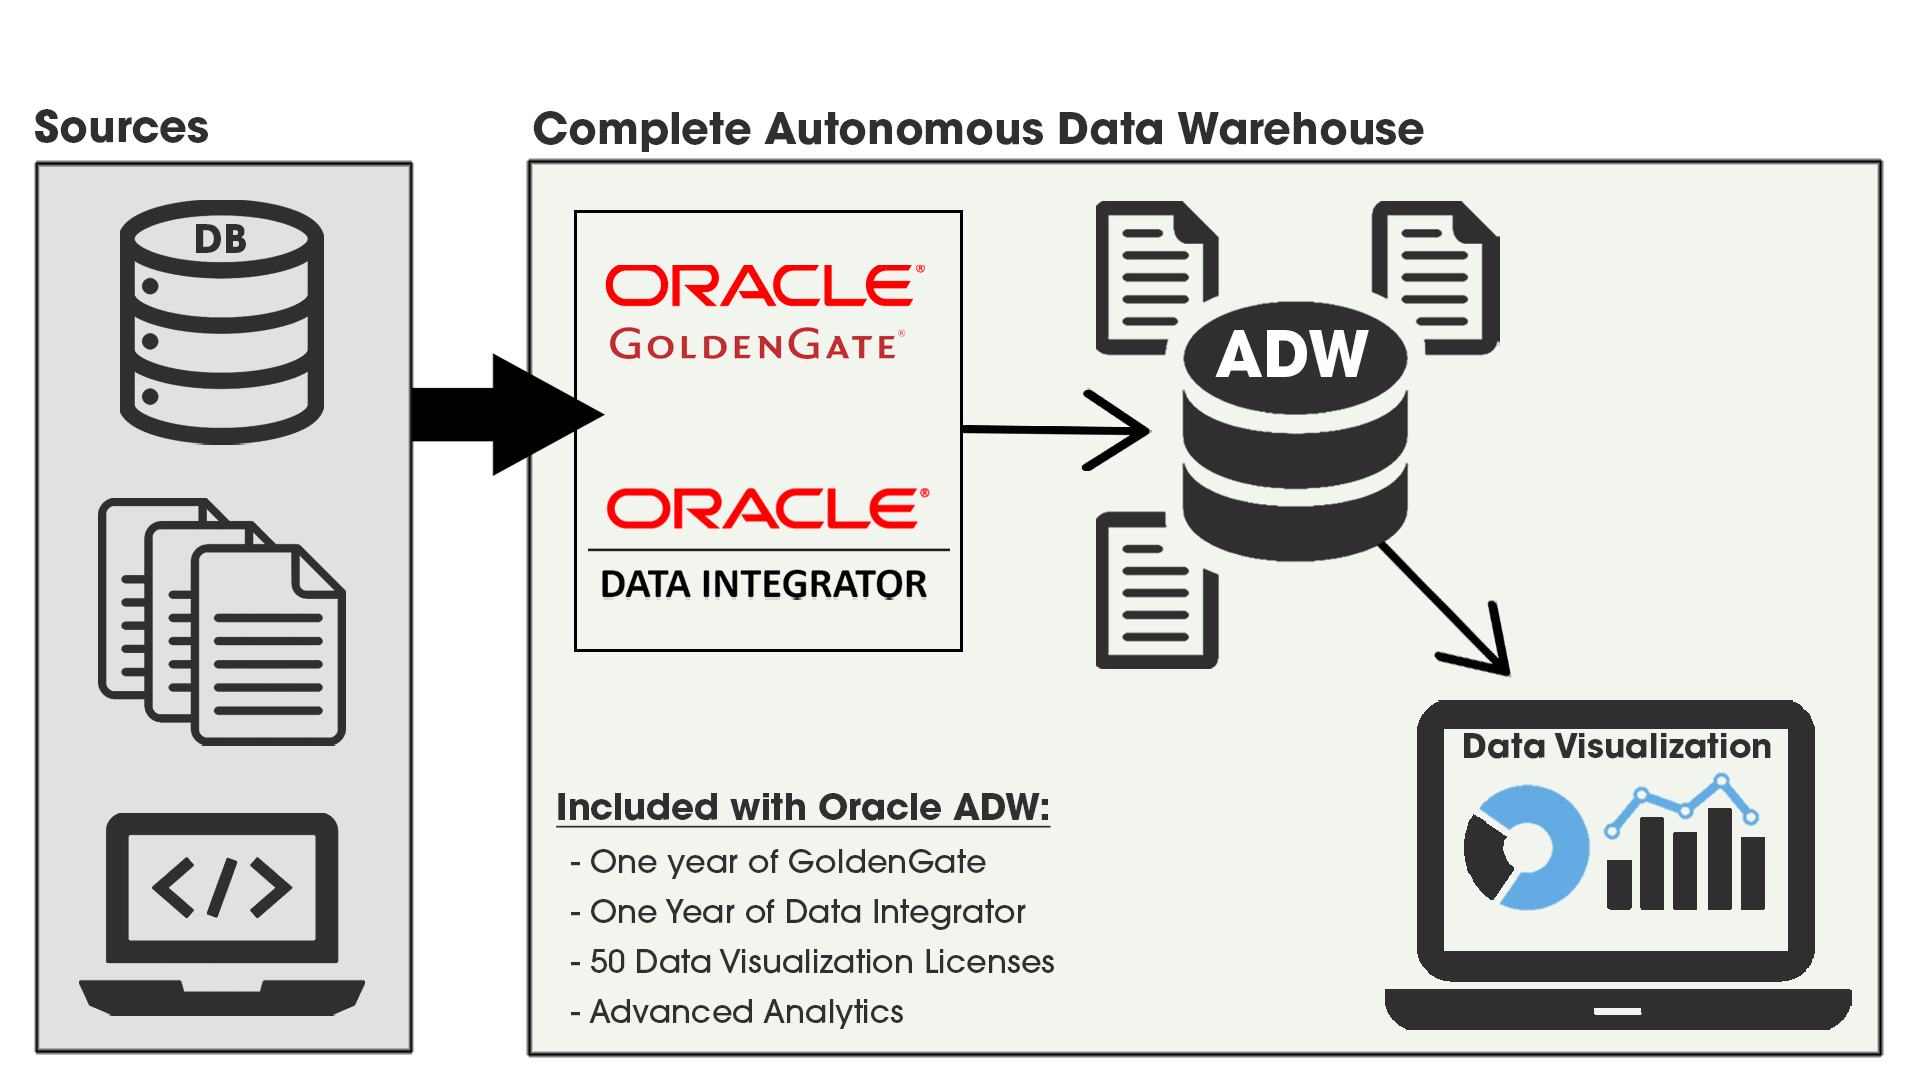 Sources
Complete Autonomous Data Warehouse
DB
ORACLE®
GOLDENGATE®
ORACLE®
DATA INTEGRATOR
ADW
</>
Data Visualization
Included with Oracle ADW:
- One year of GoldenGate
- One Year of Data Integrator
- 50 Data Visualization Licenses
- Advanced Analytics